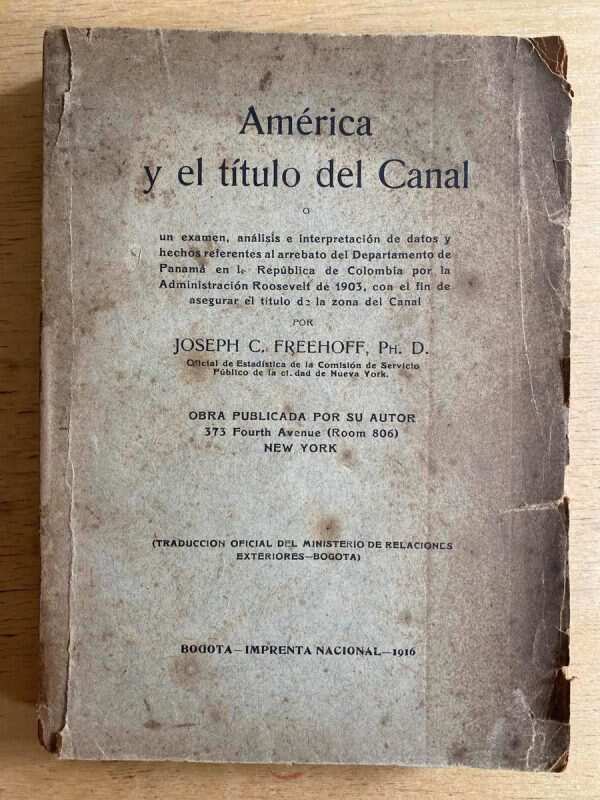 América
y el título del Canal
O
un examen, análisis e interpretación de datos y
hechos referentes al arrebato del Departamento de
Panamá en l República de Colombia por la
Administración Roosevelt de 1903, con el fin de
asegurar el título de la zona del Canal
POR
JOSEPH C. FREEHOFF, PH. D.
Oficial de Estadística de la Comisión de Servicio
Público de la ci.dad de Nueva York.
OBRA PUBLICADA POR SU AUTOR
373 Fourth Avenue (Room 806)
NEW YORK
(TRADUCCION OFICIAL DEL MINISTERIO DE RELACIONES
EXTERIORES—BOGOTA)
BOGOTA—IMPRENTA NACIONAL—1916